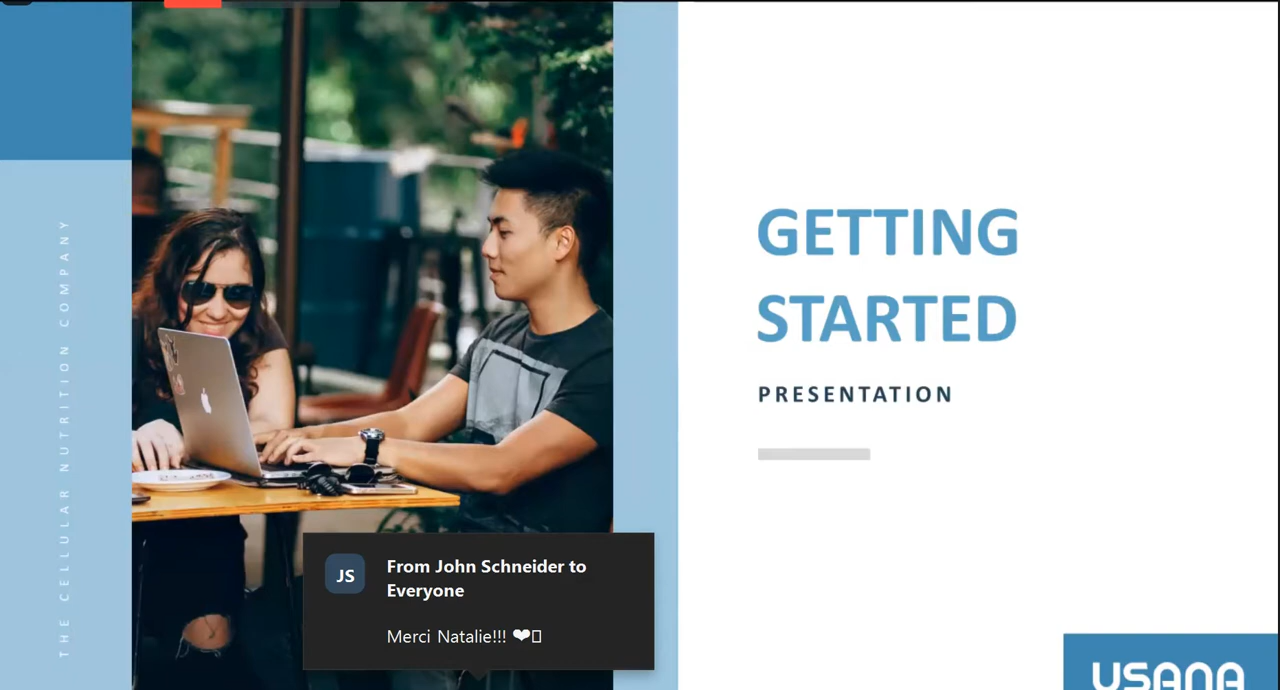 THE CELLULAR NUTRITION COMPANY
GETTING
STARTED
PRESENTATION
JS
From John Schneider to
Everyone
Merci Natalie!!! ❤
USANA